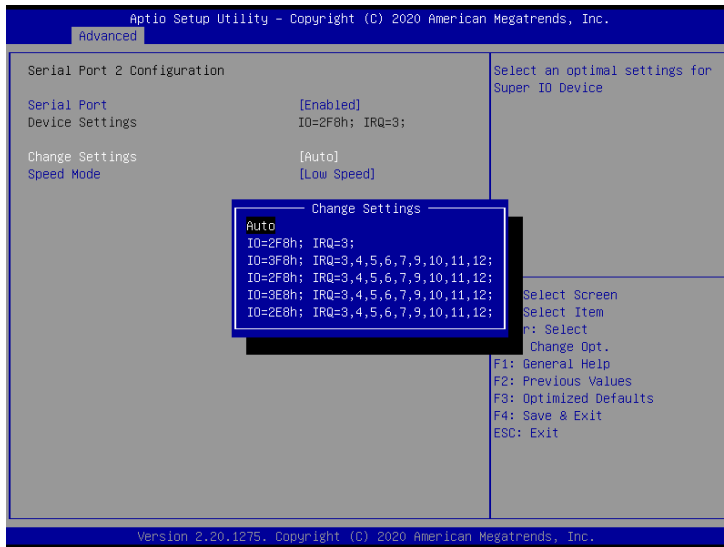 Aptio Setup Utility – Copyright (C) 2020 American Megatrends, Inc.
Advanced
Serial Port 2 Configuration
Serial Port [Enabled]
Device Settings IO=2F8h; IRQ=3;
Change Settings [Auto]
Speed Mode [Low Speed]
Select an optimal settings for
Super IO Device
Change Settings
Auto
IO=2F8h; IRQ=3;
IO=3F8h; IRQ=3,4,5,6,7,9,10,11,12;
IO=2F8h; IRQ=3,4,5,6,7,9,10,11,12;
IO=3E8h; IRQ=3,4,5,6,7,9,10,11,12;
IO=2E8h; IRQ=3,4,5,6,7,9,10,11,12;
Select Screen
Select Item
r: Select
Change Opt.
F1: General Help
F2: Previous Values
F3: Optimized Defaults
F4: Save & Exit
ESC: Exit
Version 2.20.1275. Copyright (C) 2020 American Megatrends, Inc.